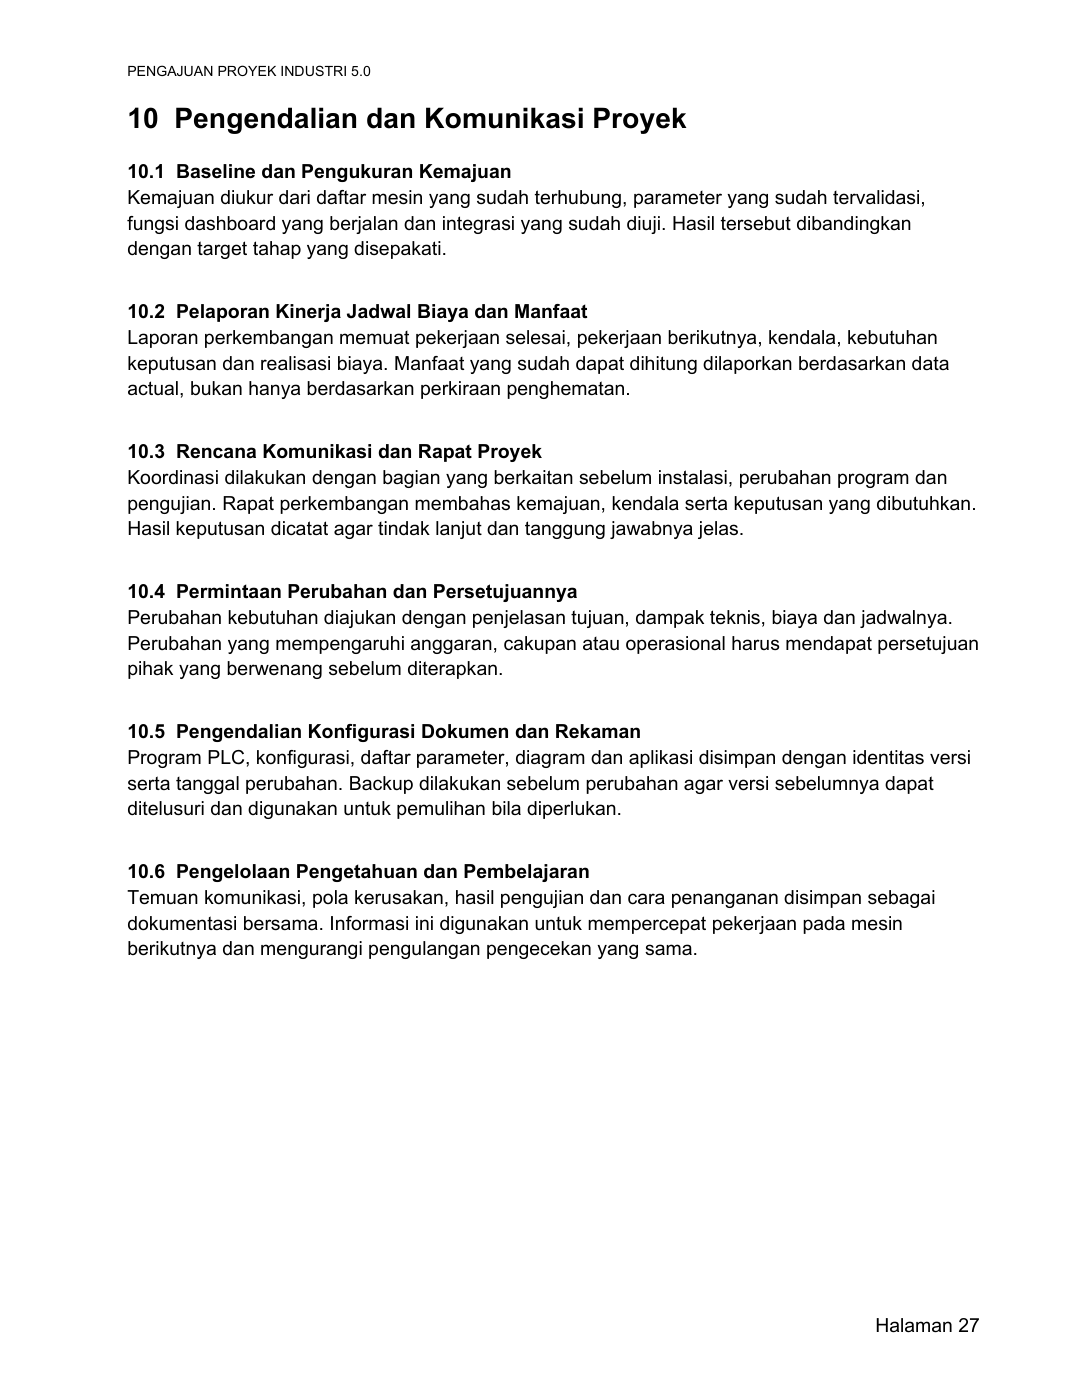 PENGAJUAN PROYEK INDUSTRI 5.0
10 Pengendalian dan Komunikasi Proyek
10.1 Baseline dan Pengukuran Kemajuan
Kemajuan diukur dari daftar mesin yang sudah terhubung, parameter yang sudah tervalidasi,
fungsi dashboard yang berjalan dan integrasi yang sudah diuji. Hasil tersebut dibandingkan
dengan target tahap yang disepakati.
10.2 Pelaporan Kinerja Jadwal Biaya dan Manfaat
Laporan perkembangan memuat pekerjaan selesai, pekerjaan berikutnya, kendala, kebutuhan
keputusan dan realisasi biaya. Manfaat yang sudah dapat dihitung dilaporkan berdasarkan data
actual, bukan hanya berdasarkan perkiraan penghematan.
10.3 Rencana Komunikasi dan Rapat Proyek
Koordinasi dilakukan dengan bagian yang berkaitan sebelum instalasi, perubahan program dan
pengujian. Rapat perkembangan membahas kemajuan, kendala serta keputusan yang dibutuhkan.
Hasil keputusan dicatat agar tindak lanjut dan tanggung jawabnya jelas.
10.4 Permintaan Perubahan dan Persetujuannya
Perubahan kebutuhan diajukan dengan penjelasan tujuan, dampak teknis, biaya dan jadwalnya.
Perubahan yang mempengaruhi anggaran, cakupan atau operasional harus mendapat persetujuan
pihak yang berwenang sebelum diterapkan.
10.5 Pengendalian Konfigurasi Dokumen dan Rekaman
Program PLC, konfigurasi, daftar parameter, diagram dan aplikasi disimpan dengan identitas versi
serta tanggal perubahan. Backup dilakukan sebelum perubahan agar versi sebelumnya dapat
ditelusuri dan digunakan untuk pemulihan bila diperlukan.
10.6 Pengelolaan Pengetahuan dan Pembelajaran
Temuan komunikasi, pola kerusakan, hasil pengujian dan cara penanganan disimpan sebagai
dokumentasi bersama. Informasi ini digunakan untuk mempercepat pekerjaan pada mesin
berikutnya dan mengurangi pengulangan pengecekan yang sama.
Halaman 27